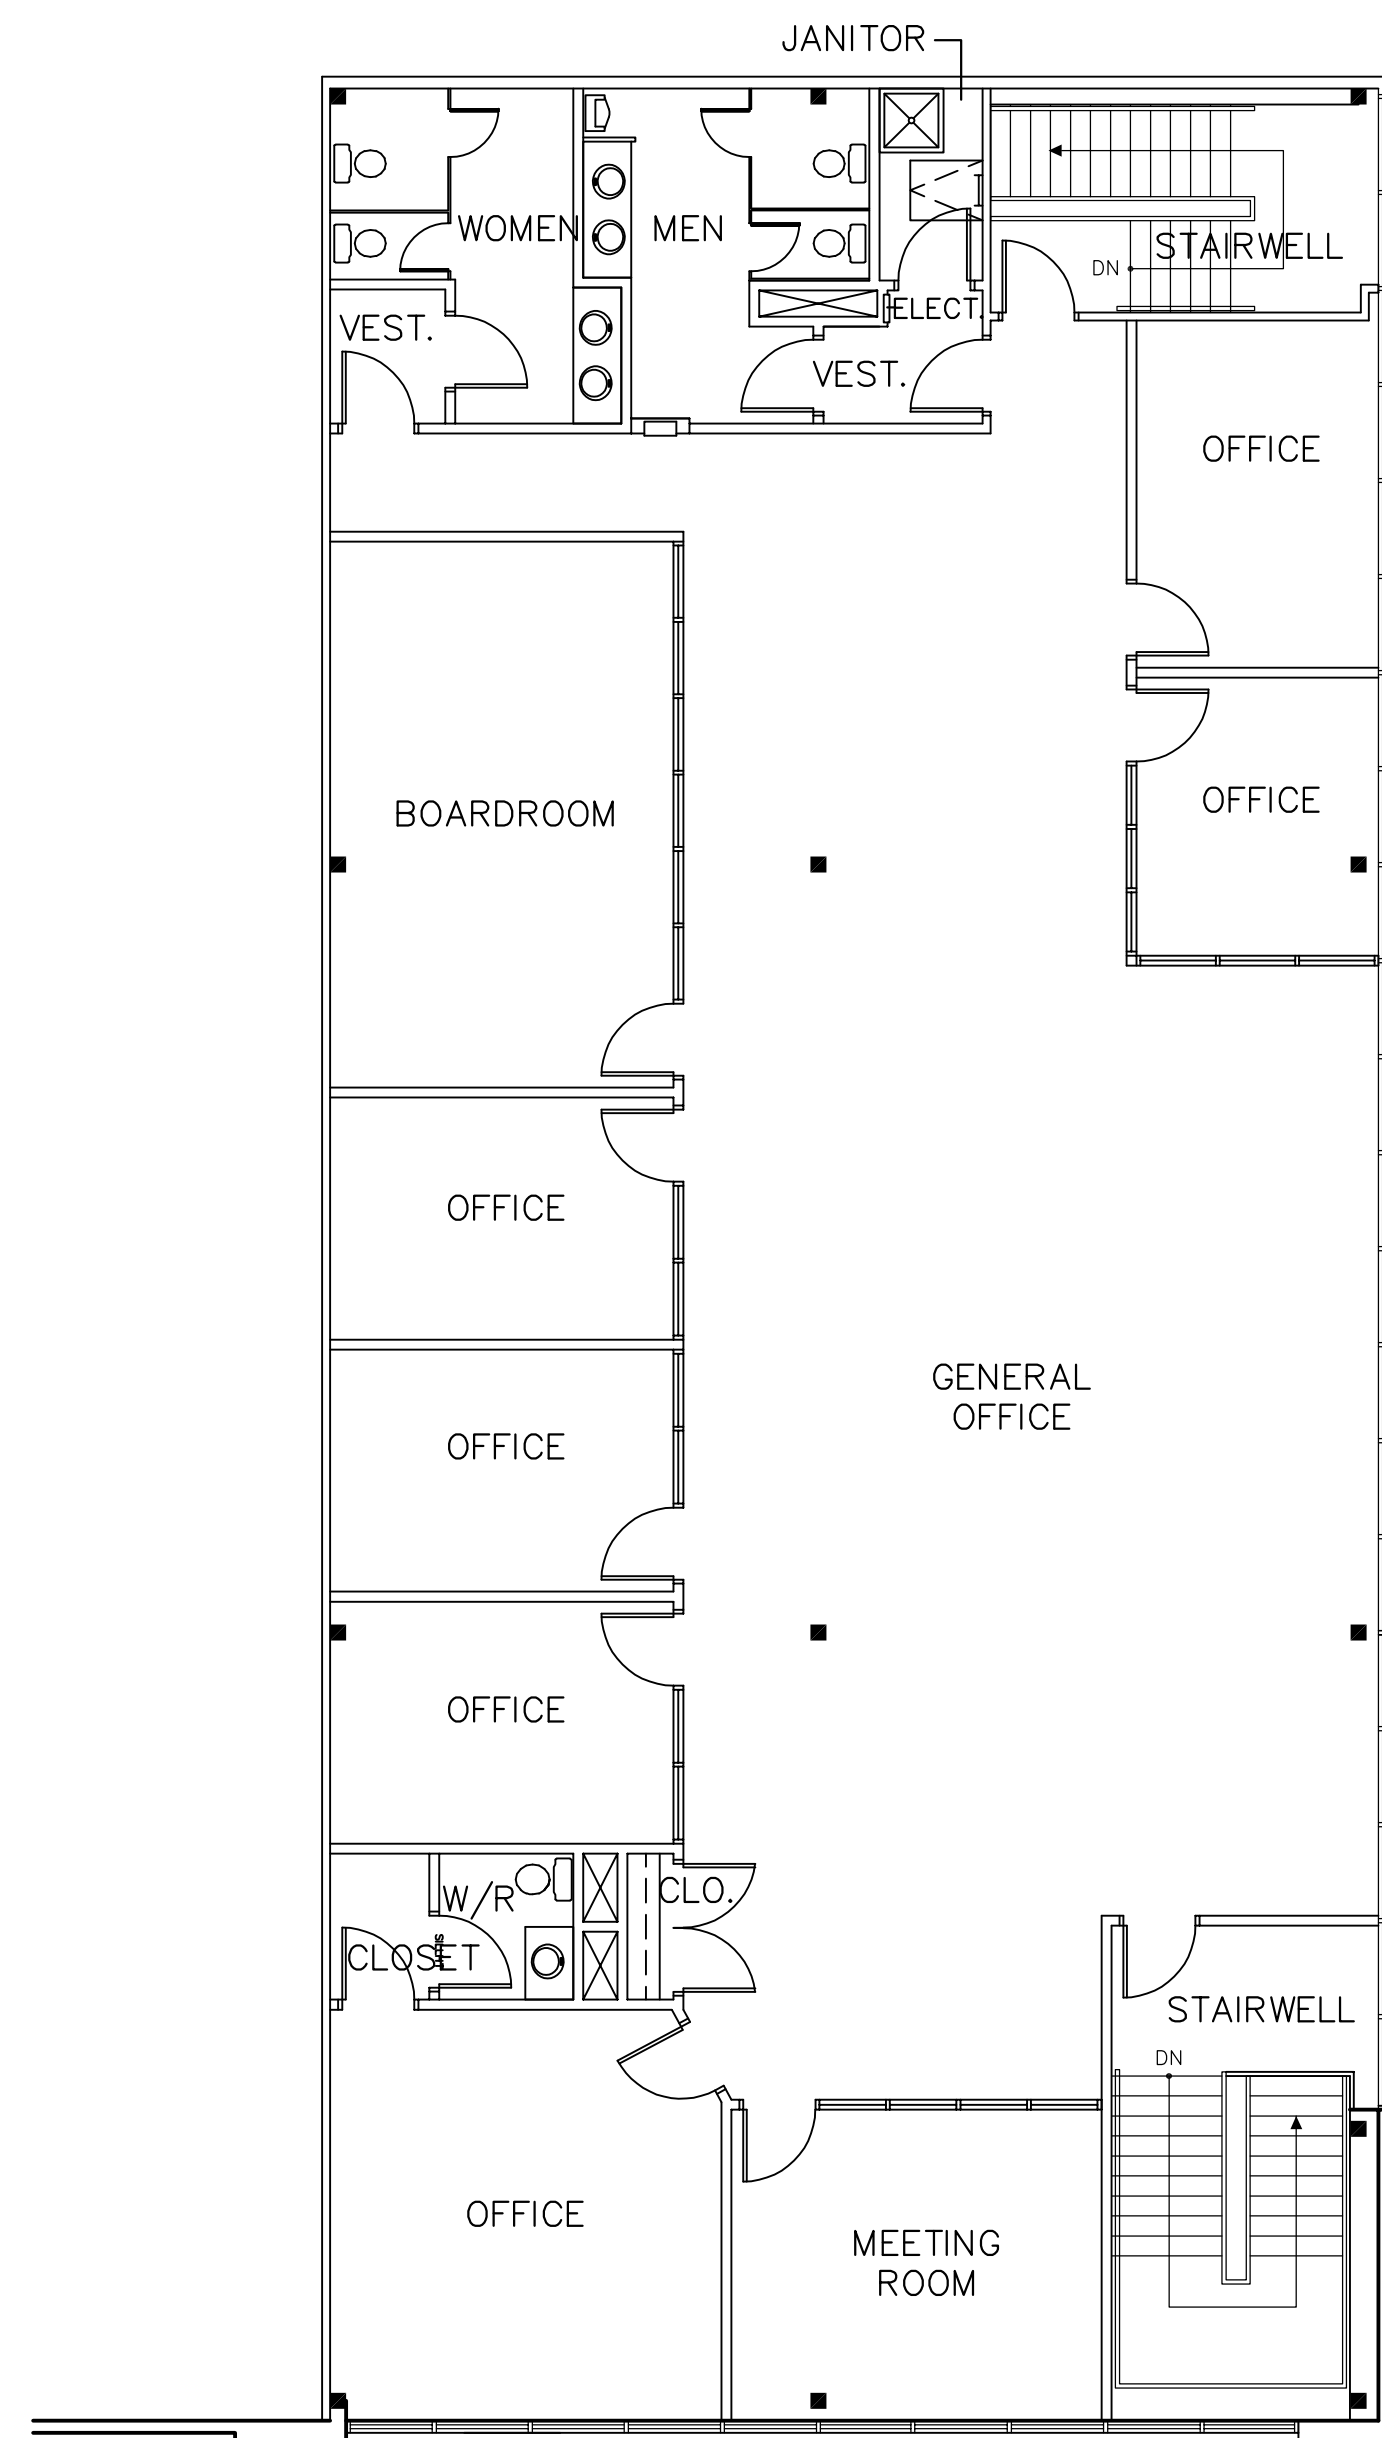 JANITOR
WOMEN
MEN
STAIRWELL
DN
ELECT.
VEST.
VEST.
OFFICE
OFFICE
BOARDROOM
OFFICE
GENERAL
OFFICE
OFFICE
OFFICE
W/R
CLO.
CLOSET
STAIRWELL
DN
OFFICE
MEETING
ROOM